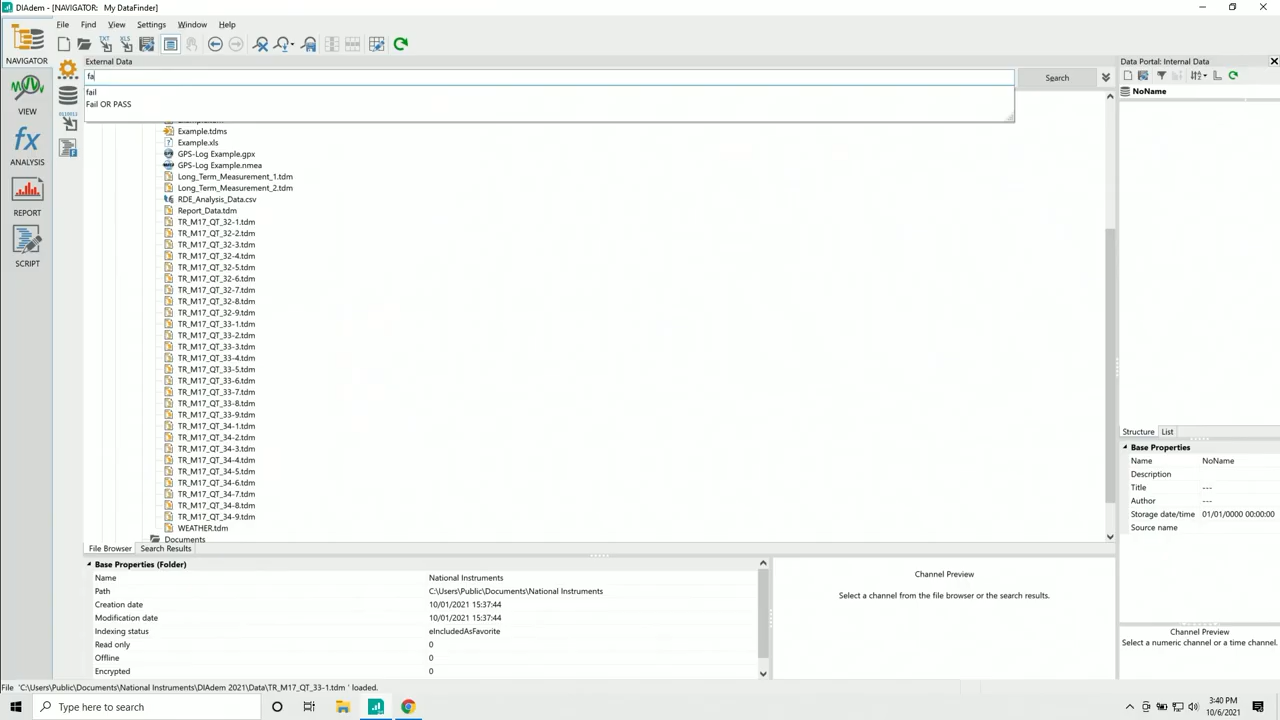 DIAdem - [NAVIGATOR: My DataFinder]
File Find View Settings Window Help
TXT XLS
NAVIGATOR
VIEW
ANALYSIS
REPORT
SCRIPT
External Data
fa
Search
fail
Fail OR PASS
Example.tdms
Example.xls
GPS-Log Example.gpx
GPS-Log Example.nmea
Long_Term_Measurement_1.tdm
Long_Term_Measurement_2.tdm
RDE_Analysis_Data.csv
Report_Data.tdm
TR_M17_QT_32-1.tdm
TR_M17_QT_32-2.tdm
TR_M17_QT_32-3.tdm
TR_M17_QT_32-4.tdm
TR_M17_QT_32-5.tdm
TR_M17_QT_32-6.tdm
TR_M17_QT_32-7.tdm
TR_M17_QT_32-8.tdm
TR_M17_QT_32-9.tdm
TR_M17_QT_33-1.tdm
TR_M17_QT_33-2.tdm
TR_M17_QT_33-3.tdm
TR_M17_QT_33-4.tdm
TR_M17_QT_33-5.tdm
TR_M17_QT_33-6.tdm
TR_M17_QT_33-7.tdm
TR_M17_QT_33-8.tdm
TR_M17_QT_33-9.tdm
TR_M17_QT_34-1.tdm
TR_M17_QT_34-2.tdm
TR_M17_QT_34-3.tdm
TR_M17_QT_34-4.tdm
TR_M17_QT_34-5.tdm
TR_M17_QT_34-6.tdm
TR_M17_QT_34-7.tdm
TR_M17_QT_34-8.tdm
TR_M17_QT_34-9.tdm
WEATHER.tdm
Documents
File Browser Search Results
Base Properties (Folder)
Name National Instruments
Path C:\Users\Public\Documents\National Instruments
Creation date 10/01/2021 15:37:44
Modification date 10/01/2021 15:37:44
Indexing status eIncludedAsFavorite
Read only 0
Offline 0
Encrypted 0
Channel Preview
Select a channel from the file browser or the search results.
Data Portal: Internal Data
NoName
Structure List
Base Properties
Name NoName
Description
Title ---
Author ---
Storage date/time 01/01/0000 00:00:00
Source name
Channel Preview
Select a numeric channel or a time channel.
File 'C:\Users\Public\Documents\National Instruments\DIAdem 2021\Data\TR_M17_QT_33-1.tdm ' loaded.
Type here to search
3:40 PM
10/6/2021